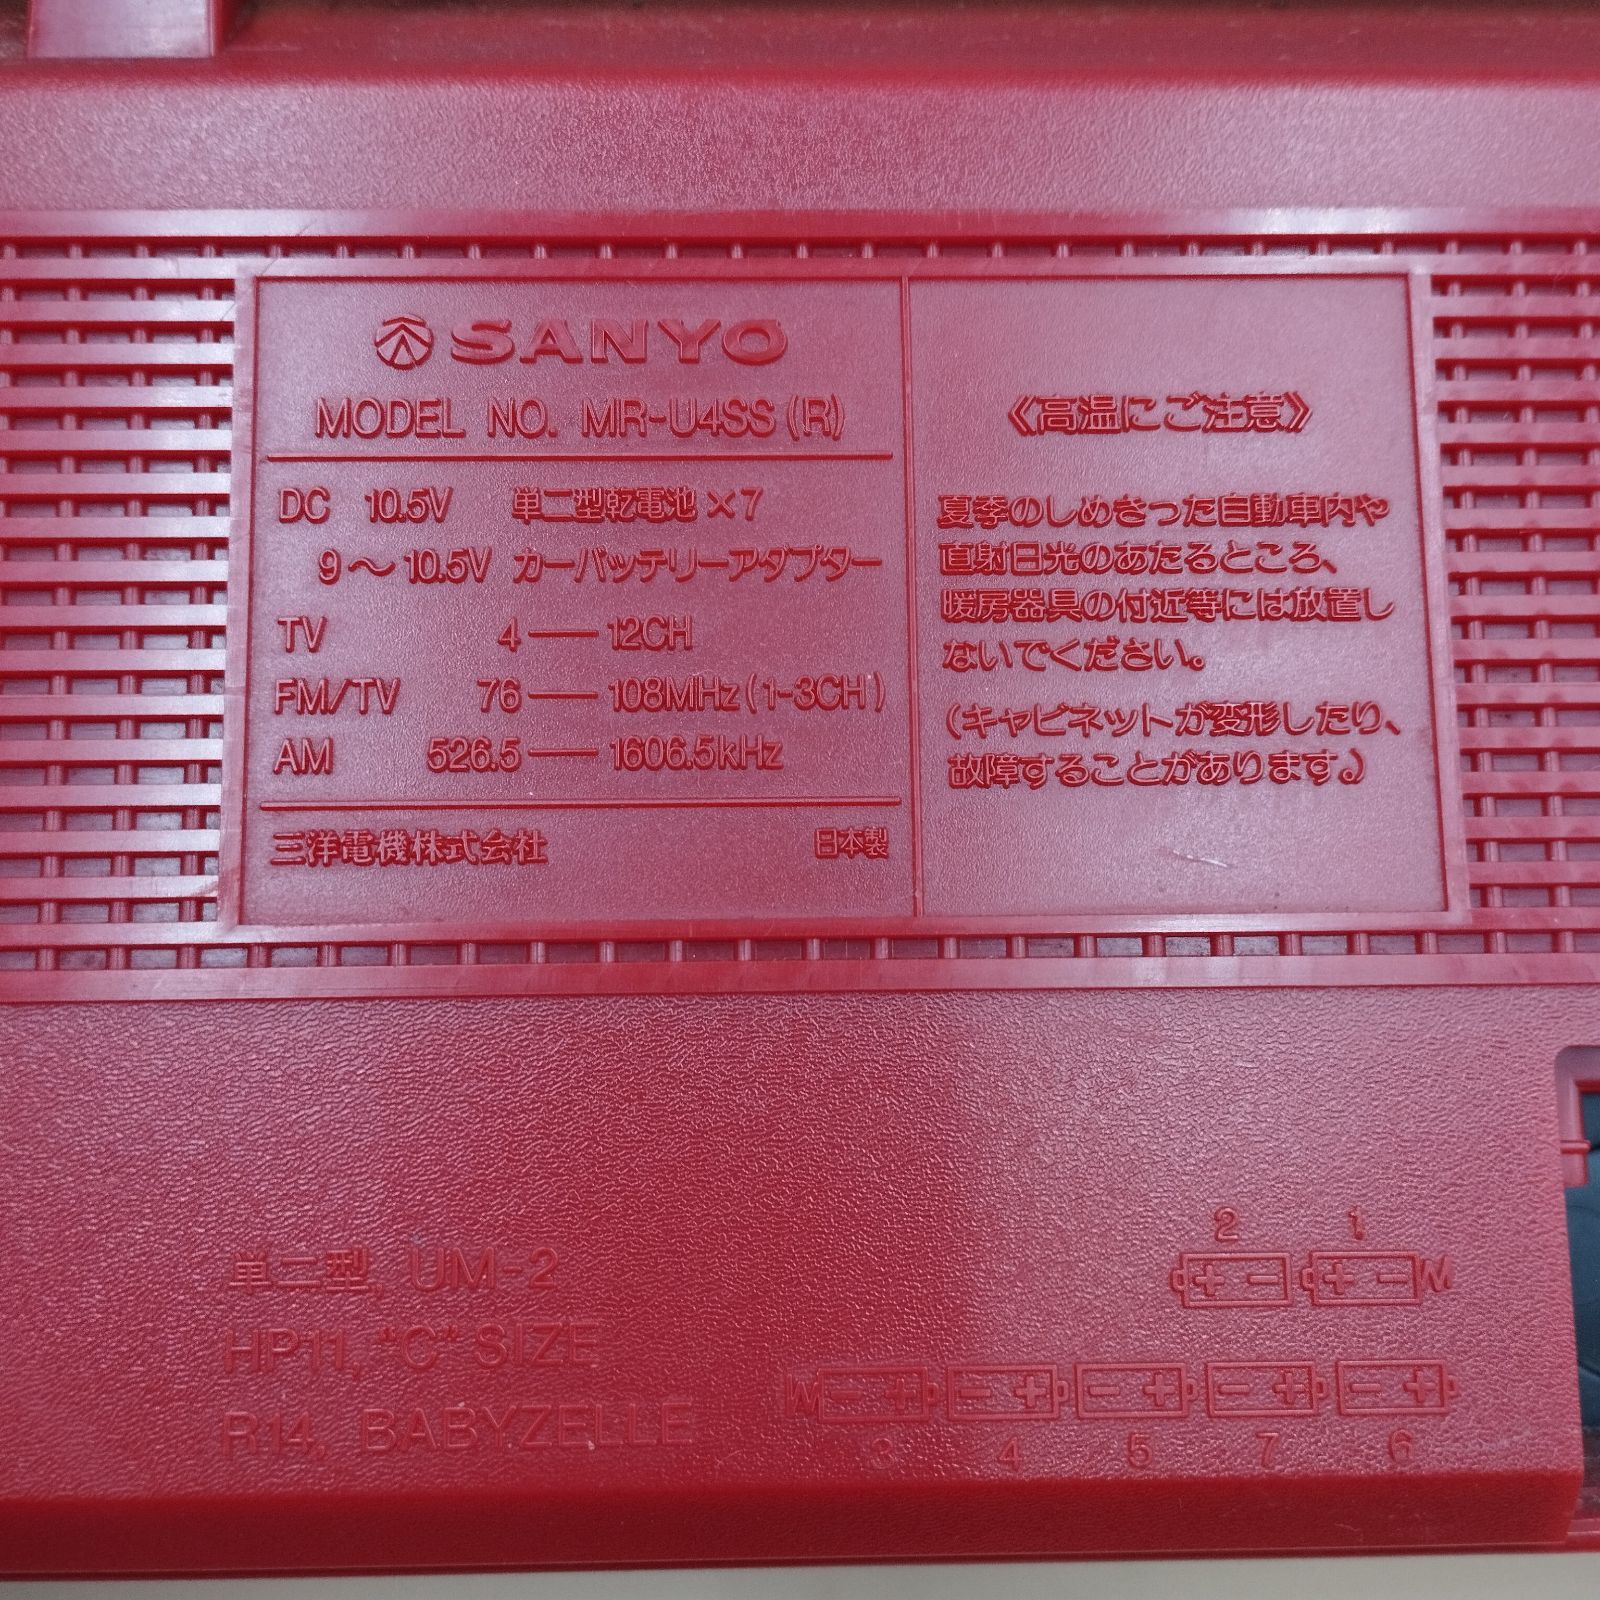 SANYO
MODEL NO. MR-U4SS (R)
DC 10.5V 単二型乾電池×7
9〜10.5V カーバッテリーアダプター
TV 4—12CH
FM/TV 76—108MHz (1-3CH)
AM 526.5—1606.5kHz
三洋電機株式会社 日本製
《高温にご注意》
夏季のしめきった自動車内や
直射日光のあたるところ、
暖房器具の付近等には放置し
ないでください。
(キャビネットが変形したり、
故障することがあります。)
単二型, UM-2
HP11, "C" SIZE
R14, BABYZELLE
2 1
+ - + -
- + - + - + - + - +
3 4 5 7 6